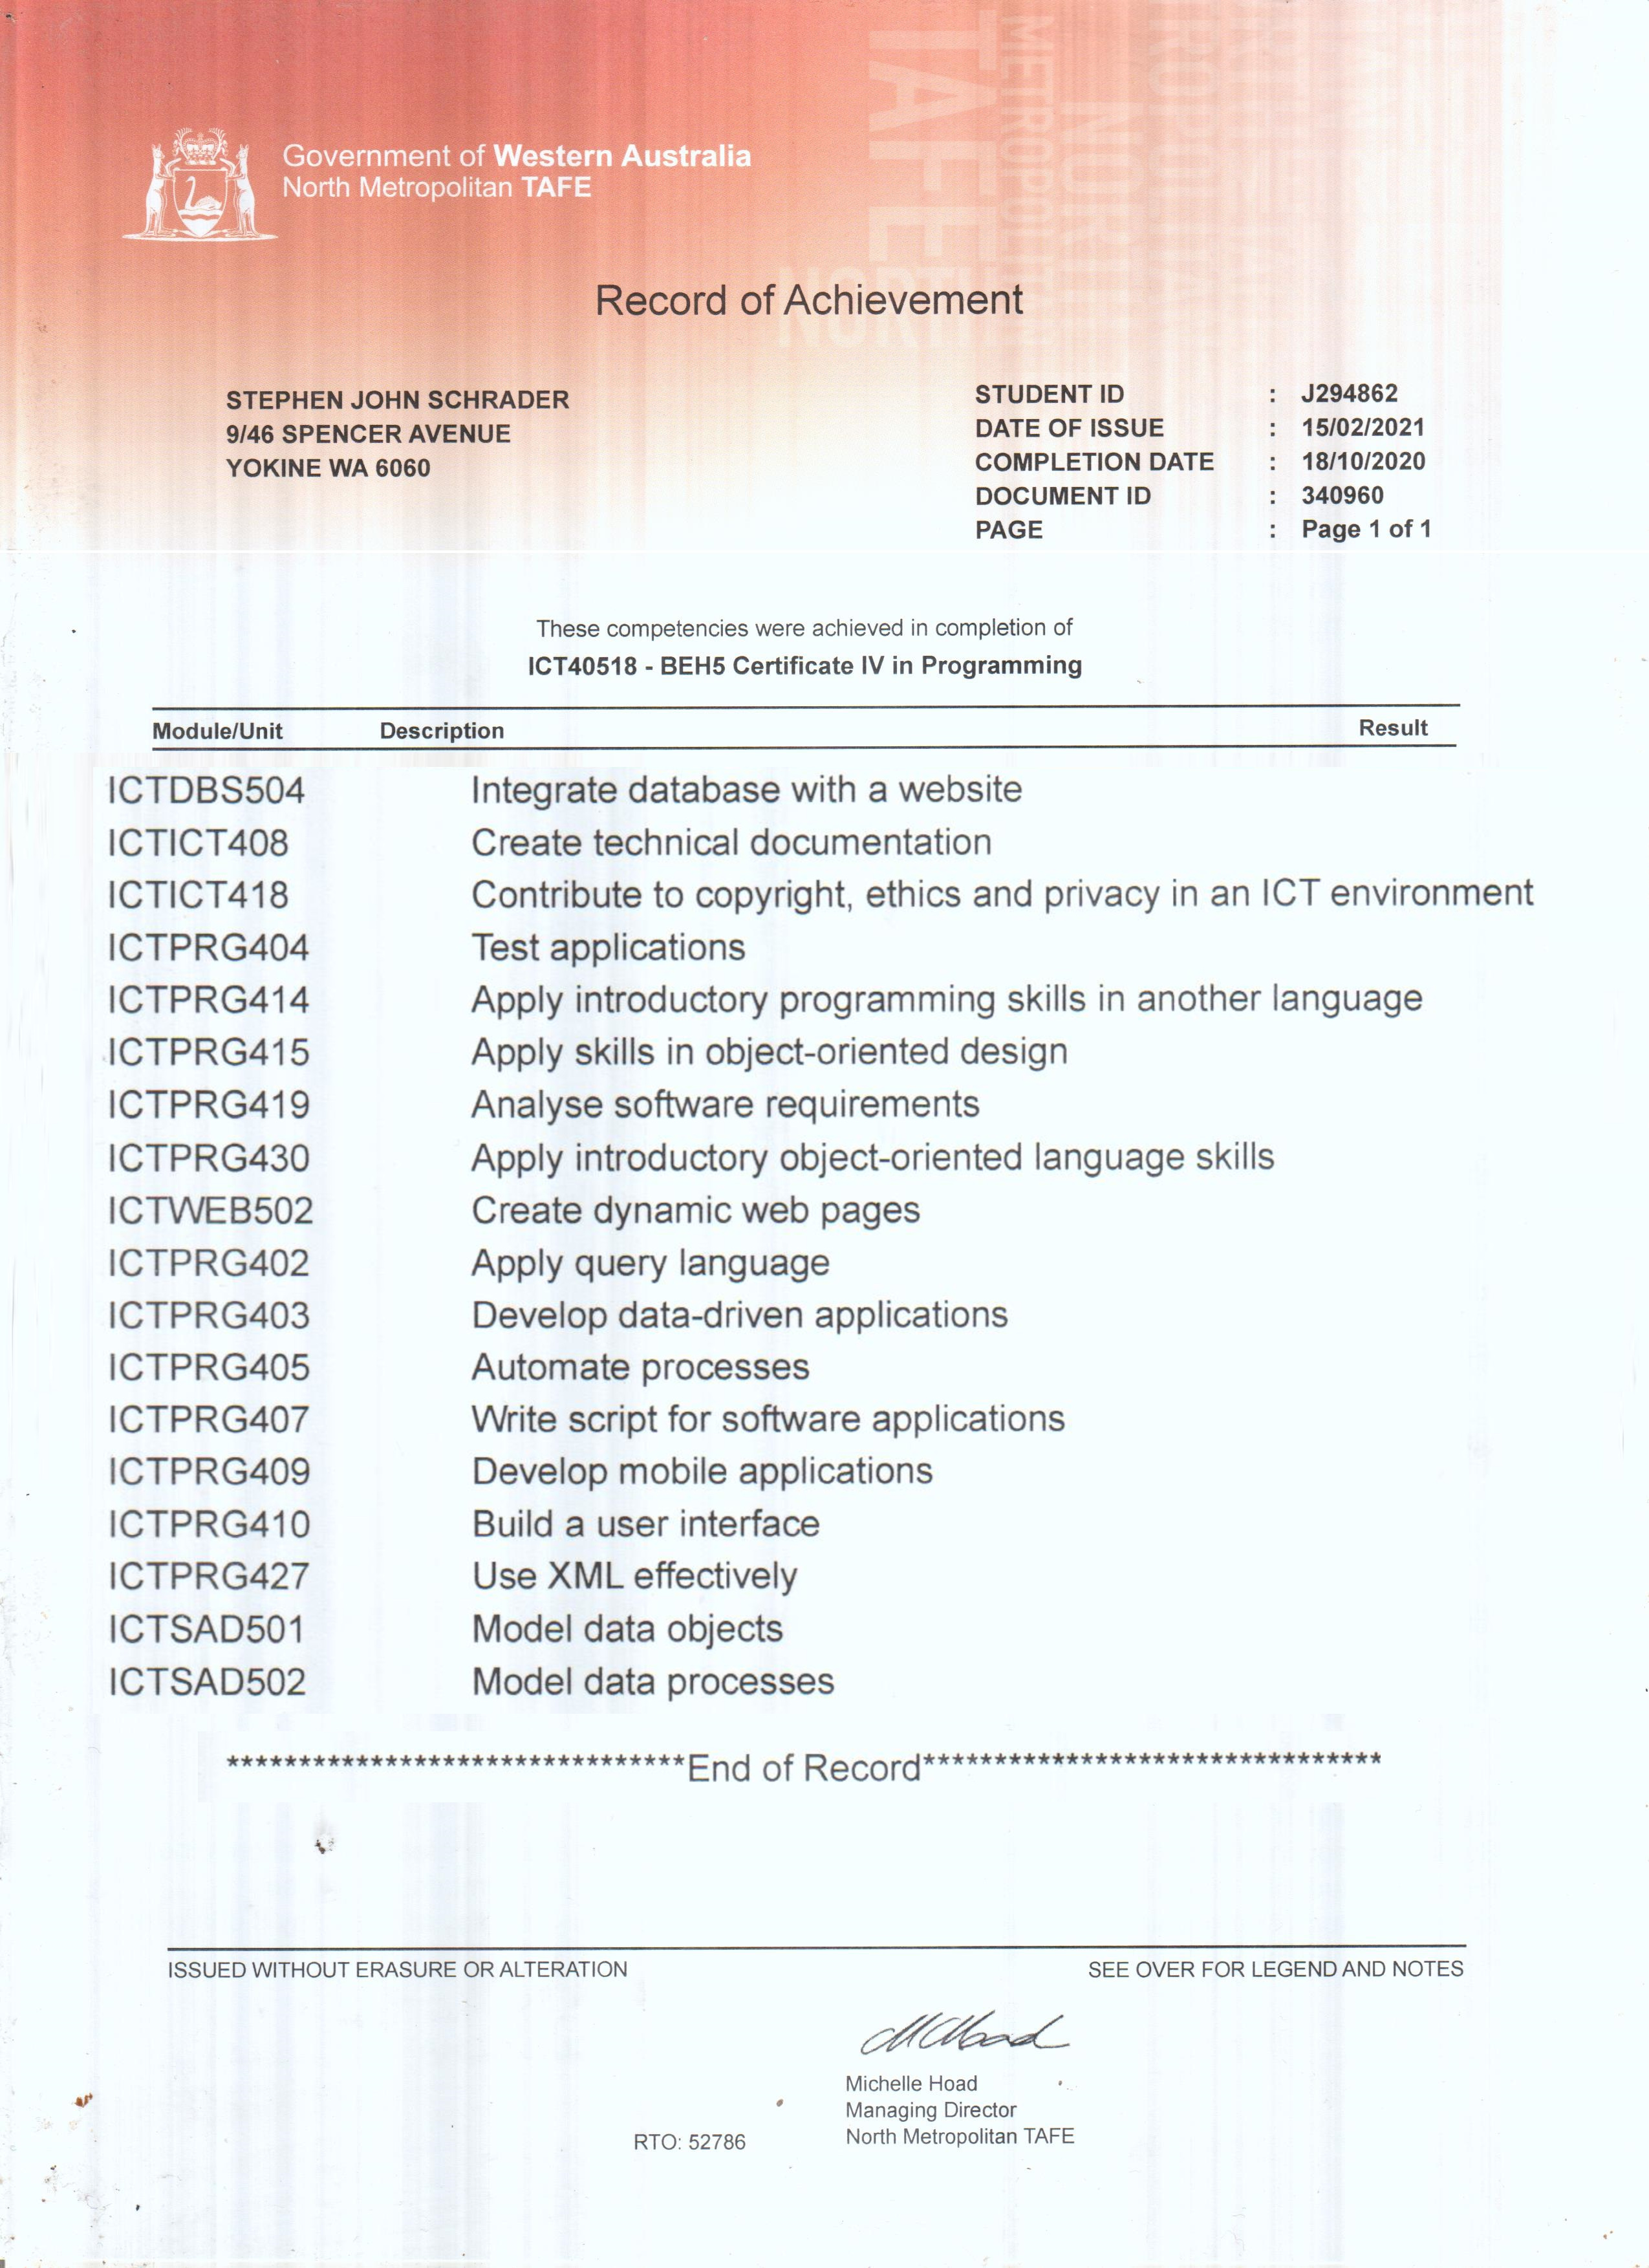 Government of Western Australia
North Metropolitan TAFE
TAFE
METROPOLIT
NORTH
Record of Achievement
STEPHEN JOHN SCHRADER
9/46 SPENCER AVENUE
YOKINE WA 6060
STUDENT ID : J294862
DATE OF ISSUE : 15/02/2021
COMPLETION DATE : 18/10/2020
DOCUMENT ID : 340960
PAGE : Page 1 of 1
These competencies were achieved in completion of
ICT40518 - BEH5 Certificate IV in Programming
Module/Unit Description Result
ICTDBS504 Integrate database with a website
ICTICT408 Create technical documentation
ICTICT418 Contribute to copyright, ethics and privacy in an ICT environment
ICTPRG404 Test applications
ICTPRG414 Apply introductory programming skills in another language
ICTPRG415 Apply skills in object-oriented design
ICTPRG419 Analyse software requirements
ICTPRG430 Apply introductory object-oriented language skills
ICTWEB502 Create dynamic web pages
ICTPRG402 Apply query language
ICTPRG403 Develop data-driven applications
ICTPRG405 Automate processes
ICTPRG407 Write script for software applications
ICTPRG409 Develop mobile applications
ICTPRG410 Build a user interface
ICTPRG427 Use XML effectively
ICTSAD501 Model data objects
ICTSAD502 Model data processes
********************************End of Record********************************
ISSUED WITHOUT ERASURE OR ALTERATION SEE OVER FOR LEGEND AND NOTES
Michelle Hoad
Managing Director
RTO: 52786 North Metropolitan TAFE